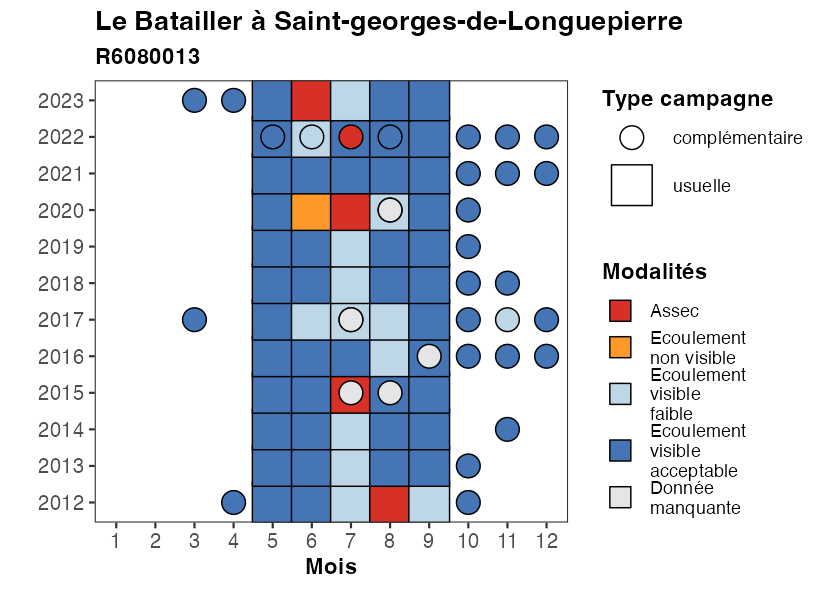 Le Batailler à Saint-georges-de-Longuepierre
R6080013
2023
2022
2021
2020
2019
2018
2017
2016
2015
2014
2013
2012
1 2 3 4 5 6 7 8 9 10 11 12
Mois
Type campagne
complémentaire
usuelle
Modalités
Assec
Ecoulement
non visible
Ecoulement
visible
faible
Ecoulement
visible
acceptable
Donnée
manquante